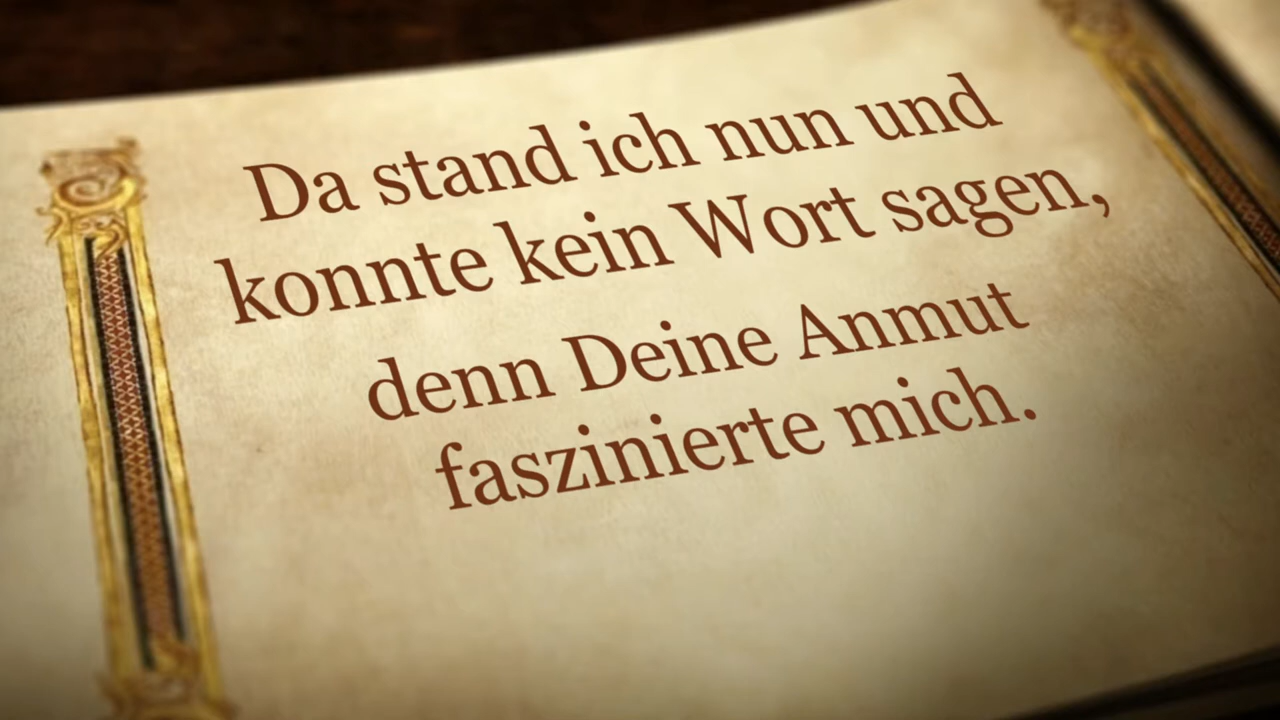 Da stand ich nun und
konnte kein Wort sagen,
denn Deine Anmut
faszinierte mich.